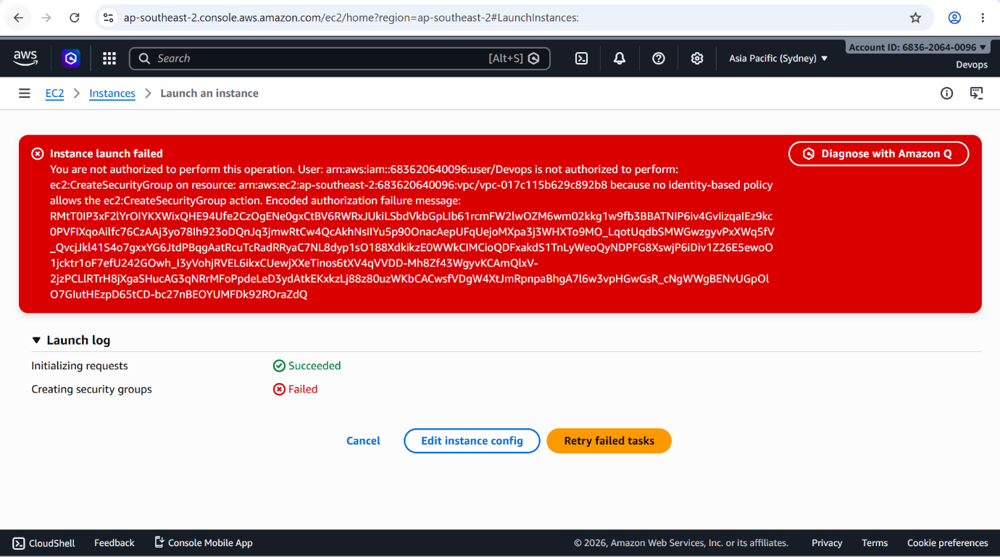 ap-southeast-2.console.aws.amazon.com/ec2/home?region=ap-southeast-2#LaunchInstances:
aws
Search
[Alt+S]
Asia Pacific (Sydney)
Account ID: 6836-2064-0096
Devops
EC2 > Instances > Launch an instance
Instance launch failed
Diagnose with Amazon Q
You are not authorized to perform this operation. User: arn:aws:iam::683620640096:user/Devops is not authorized to perform:
ec2:CreateSecurityGroup on resource: arn:aws:ec2:ap-southeast-2:683620640096:vpc/vpc-017c115b629c892b8 because no identity-based policy
allows the ec2:CreateSecurityGroup action. Encoded authorization failure message:
RMtT0IP3xF2lYrOIYKXWixQHE94Ufe2CzOgENe0gxCtBV6RWRxJUkiLSbdVkbGpLIb61rcmFW2lwOZM6wm02kkg1w9fb3BBATNIP6iv4GvIizqaIEz9kc
0PVFIXqoAilfc76CzAAj3yo78Ih923oDQnJq3jmwRtCw4QcAkhNsIIYu5p90OnacAepUFqUejoMXpa3j3WHXTo9MO_LqotUqdbSMWGwzgyvPxXWq5fV
_QvcjJkl41S4o7gxxYG6JtdPBqgAatRcuTcRadRRyaC7NL8dyp1sO188XdkikzE0WWkCIMCioQDFxakdS1TnLyWeoQyNDPFG8XswjP6iDiv1Z26E5ewoO
1jcktr1oF7efU242GOwh_I3yVohjRVEL6ikxCUewjXXeTinos6tXV4qVVDD-Mh8Zf43WgyvKCAmQlxV-
2jzPCLlRTrH8jXgaSHucAG3qNRrMFoPpdeLeD3ydAtkEKxkzLj88z80uzWKbCACwsfVDgW4XtJmRpnpaBhgA7l6w3vpHGwGsR_cNgWWgBENvUGpOl
O7GIutHEzpD65tCD-bc27nBEOYUMFDk92ROraZdQ
Launch log
Initializing requests Succeeded
Creating security groups Failed
Cancel
Edit instance config
Retry failed tasks
CloudShell
Feedback
Console Mobile App
© 2026, Amazon Web Services, Inc. or its affiliates.
Privacy
Terms
Cookie preferences